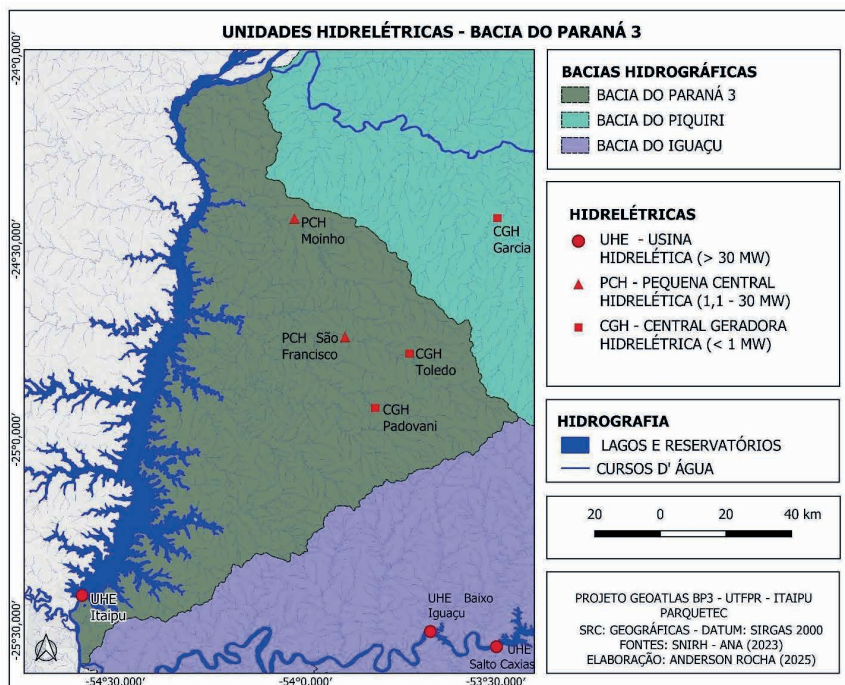 UNIDADES HIDRELÉTRICAS - BACIA DO PARANÁ 3
-24°0,000'
-24°30,000'
-25°0,000'
-25°30,000'
PCH
Moinho
CGH
Garcia
PCH São
Francisco
CGH
Toledo
CGH
Padovani
UHE
Itaipu
UHE Baixo
Iguaçu
UHE
Salto Caxias
-54°30,000'
-54°0,000'
-53°30,000'
BACIAS HIDROGRÁFICAS
BACIA DO PARANÁ 3
BACIA DO PIQUIRI
BACIA DO IGUAÇU
HIDRELÉTRICAS
UHE - USINA
HIDRELÉTICA (> 30 MW)
PCH - PEQUENA CENTRAL
HIDRELÉTICA (1,1 - 30 MW)
CGH - CENTRAL GERADORA
HIDRELÉTRICA (< 1 MW)
HIDROGRAFIA
LAGOS E RESERVATÓRIOS
CURSOS D' ÁGUA
20 0 20 40 km
PROJETO GEOATLAS BP3 - UTFPR - ITAIPU
PARQUETEC
SRC: GEOGRÁFICAS - DATUM: SIRGAS 2000
FONTES: SNIRH - ANA (2023)
ELABORAÇÃO: ANDERSON ROCHA (2025)